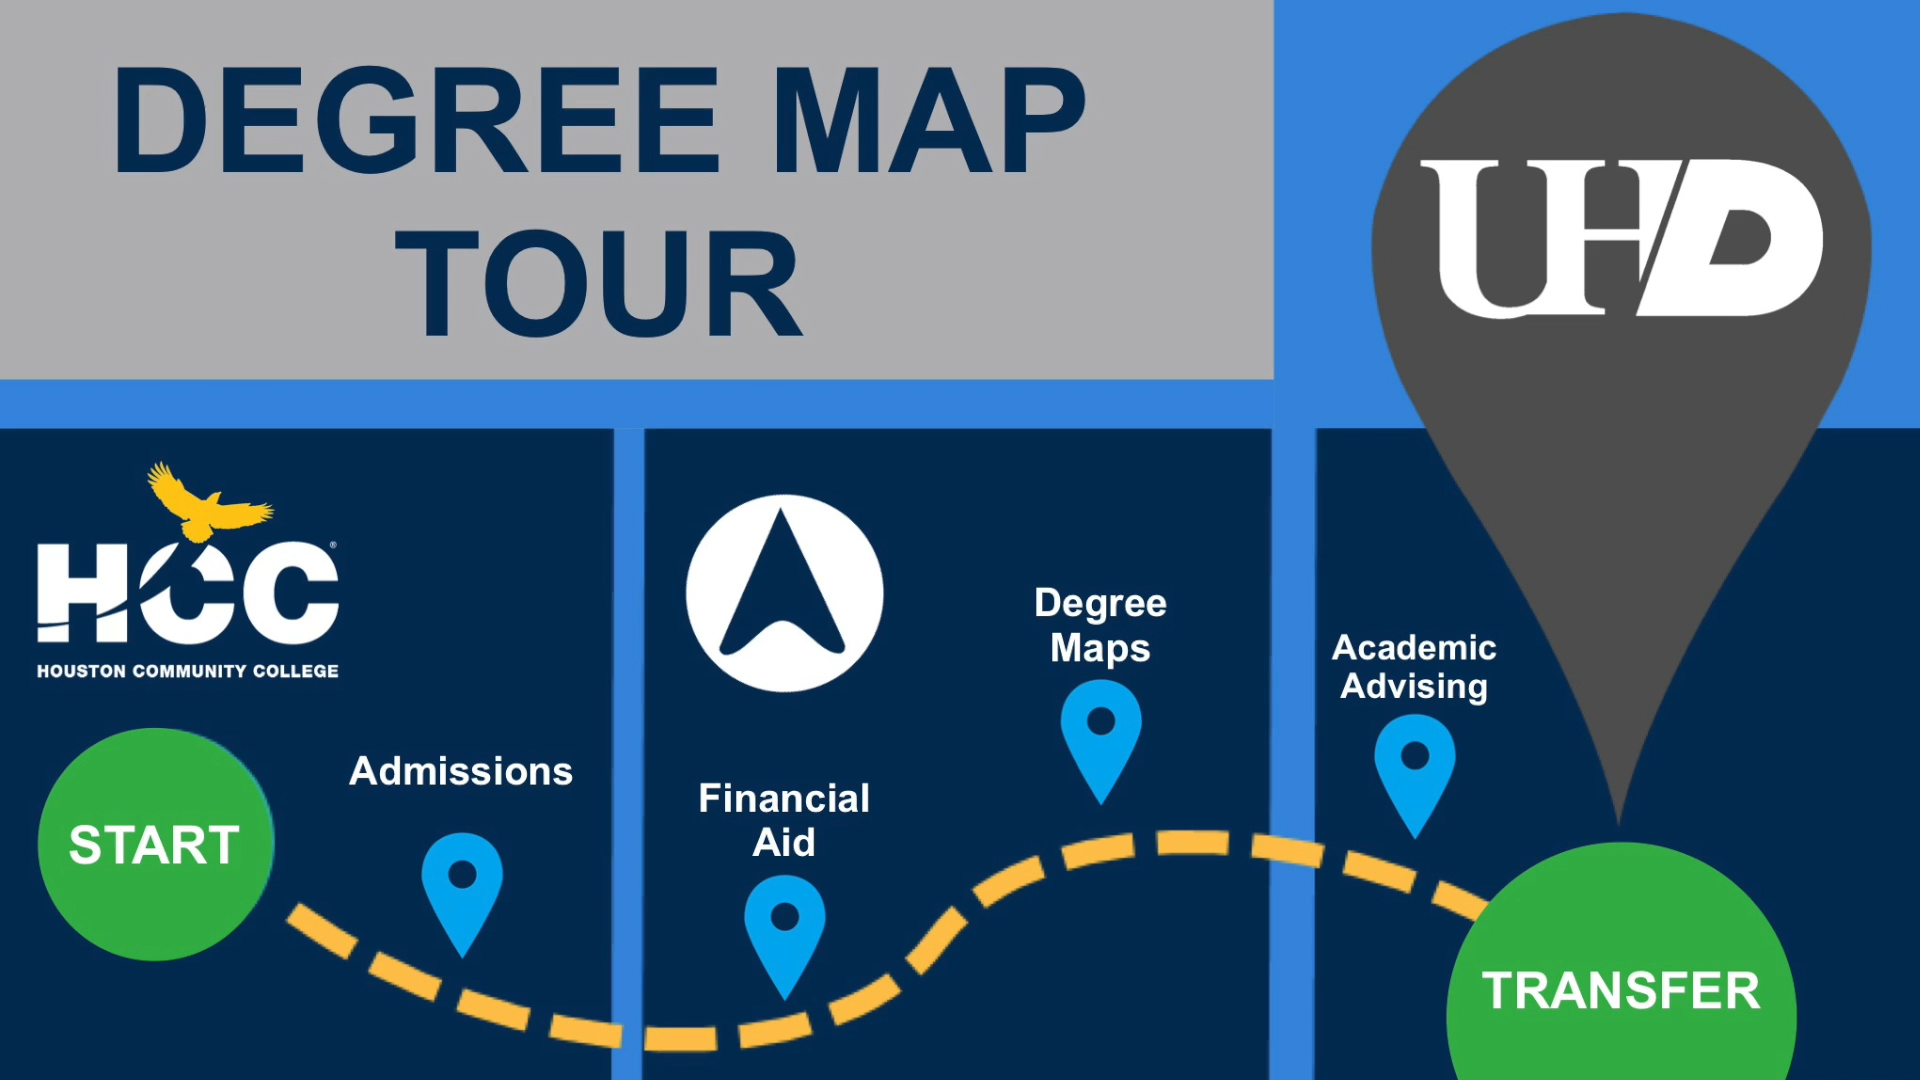 DEGREE MAP
TOUR
UHD
HCC®
HOUSTON COMMUNITY COLLEGE
START
Admissions
Financial
Aid
Degree
Maps
Academic
Advising
TRANSFER